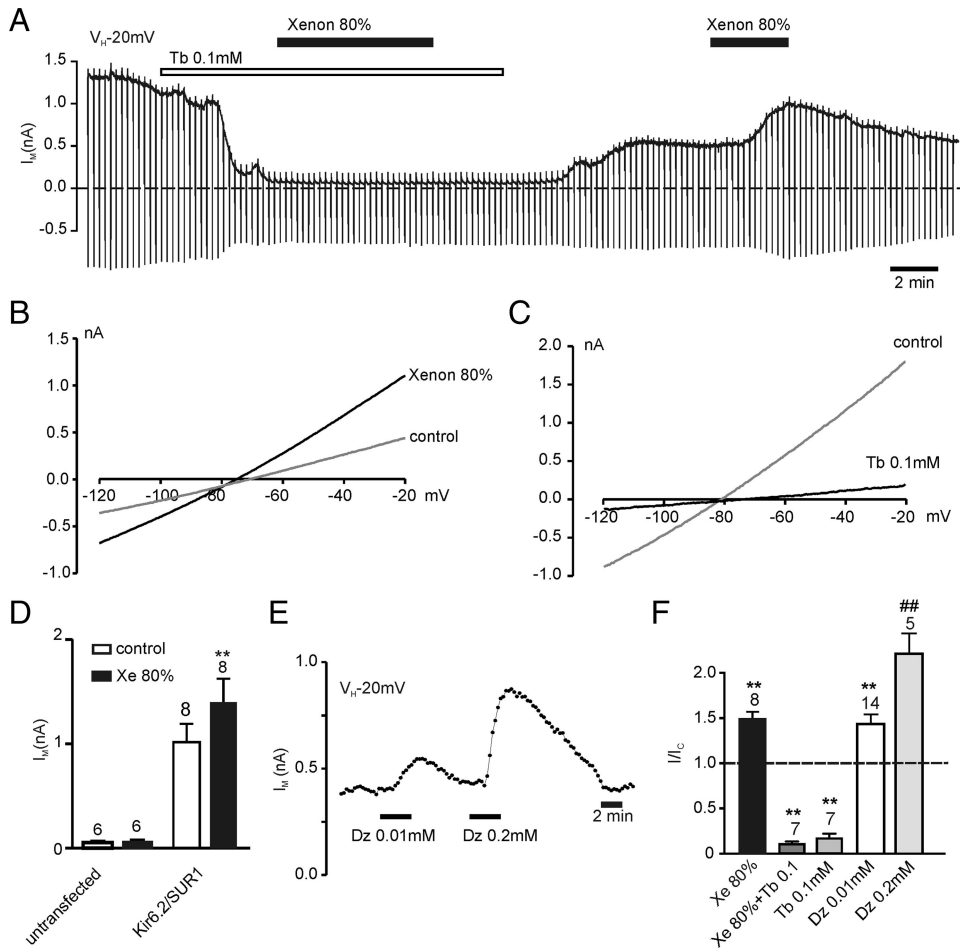 A
Xenon 80%
Xenon 80%
VH-20mV
Tb 0.1mM
1.5
1.0
0.5
0.0
-0.5
IM(nA)
2 min
B
nA
1.5
1.0
0.5
0.0
-0.5
-1.0
-120
-100
-80
-60
-40
-20
mV
Xenon 80%
control
C
nA
2.0
1.5
1.0
0.5
0.0
-0.5
-1.0
-120
-100
-80
-60
-40
-20
mV
control
Tb 0.1mM
D
2
1
0
IM(nA)
control
Xe 80%
6
6
8
**
8
untransfected
Kir6.2/SUR1
E
1.0
0.5
0.0
IM (nA)
VH-20mV
Dz 0.01mM
Dz 0.2mM
2 min
F
2.0
1.5
1.0
0.5
0
I/IC
**
8
**
7
**
7
**
14
##
5
Xe 80%
Xe 80%+Tb 0.1
Tb 0.1mM
Dz 0.01mM
Dz 0.2mM